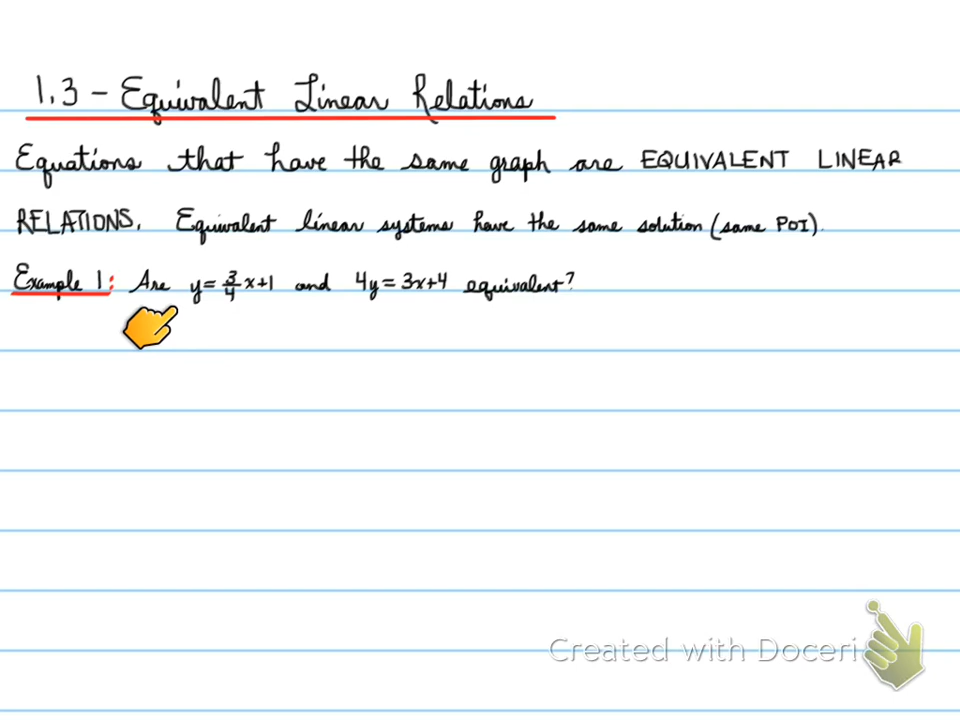 1.3 - Equivalent Linear Relations
Equations that have the same graph are EQUIVALENT LINEAR
RELATIONS. Equivalent linear systems have the same solution (same POI).
Example 1: Are y = 3/4 x + 1 and 4y = 3x + 4 equivalent?
Created with Doceri